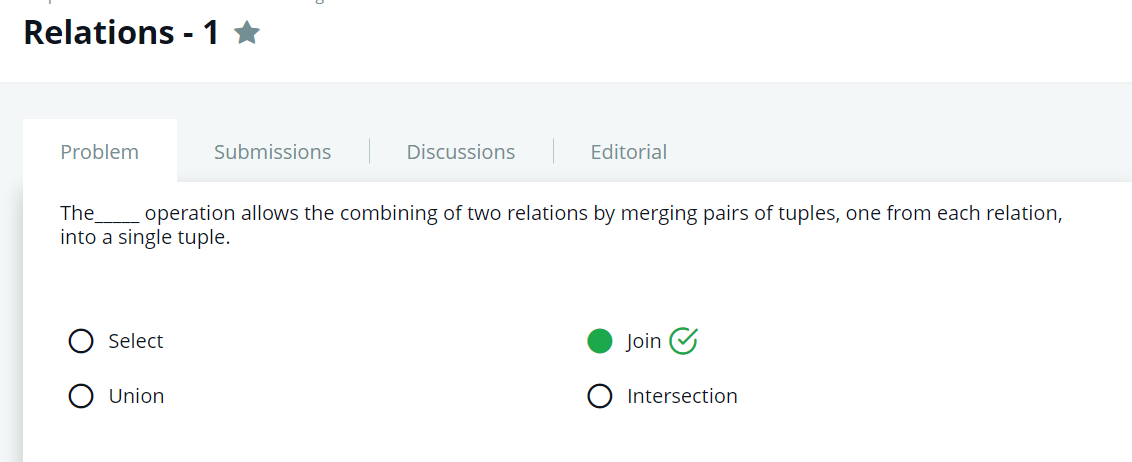 Relations - 1
Problem
Submissions
Discussions
Editorial
The_____ operation allows the combining of two relations by merging pairs of tuples, one from each relation,
into a single tuple.
Select
Join
Union
Intersection